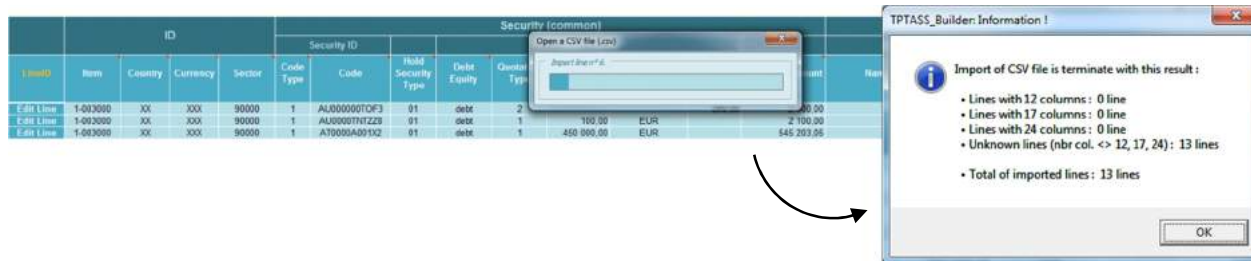 Security (common)
ID
Security ID
LineID
Item
Country
Currency
Sector
Code Type
Code
Hold Security Type
Debt Equity
Open a CSV file (.csv)
Import line n° 6.
Edit Line 1-003000 XX XXX 90000 1 AU000000TOF3 01 debt 2
Edit Line 1-003000 XX XXX 90000 1 AU0000TNTZZ8 01 debt 1 100,00 EUR 2 100,00
Edit Line 1-003000 XX XXX 90000 1 AT0000A001X2 01 debt 1 450 000,00 EUR 545 203,05
TPTASS_Builder: Information !
Import of CSV file is terminate with this result :
• Lines with 12 columns : 0 line
• Lines with 17 columns : 0 line
• Lines with 24 columns : 0 line
• Unknown lines (nbr col. <> 12, 17, 24) : 13 lines
• Total of imported lines : 13 lines
OK